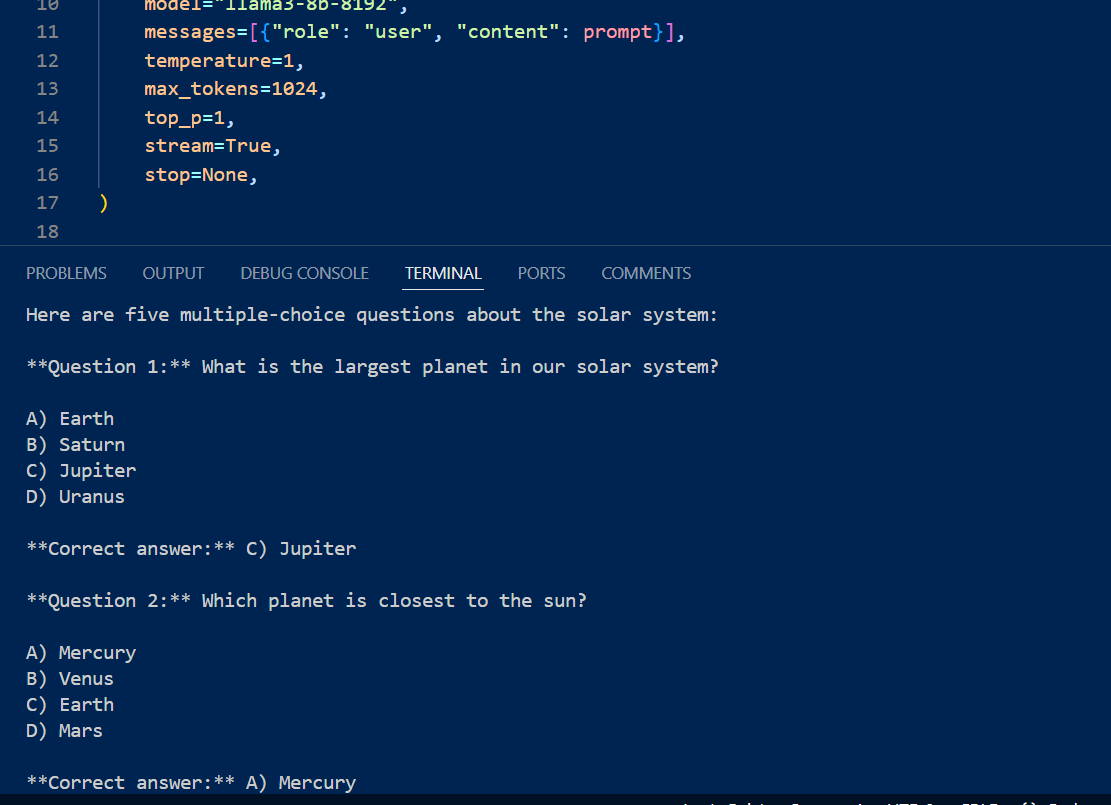 10 model="llama3-8b-8192",
11 messages=[{"role": "user", "content": prompt}],
12 temperature=1,
13 max_tokens=1024,
14 top_p=1,
15 stream=True,
16 stop=None,
17 )
18
PROBLEMS OUTPUT DEBUG CONSOLE TERMINAL PORTS COMMENTS
Here are five multiple-choice questions about the solar system:
**Question 1:** What is the largest planet in our solar system?
A) Earth
B) Saturn
C) Jupiter
D) Uranus
**Correct answer:** C) Jupiter
**Question 2:** Which planet is closest to the sun?
A) Mercury
B) Venus
C) Earth
D) Mars
**Correct answer:** A) Mercury